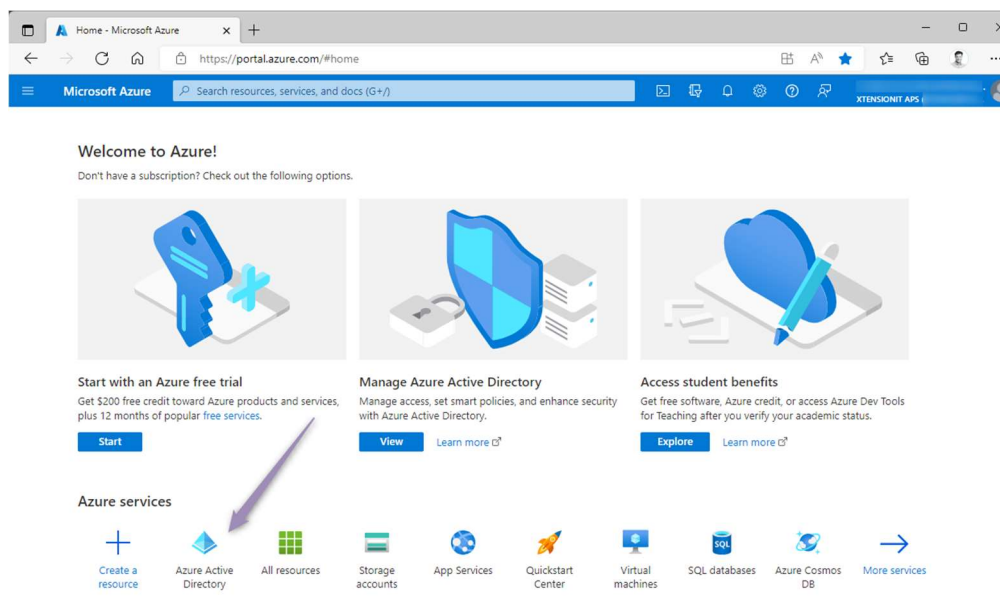 Home - Microsoft Azure
https://portal.azure.com/#home
Microsoft Azure
Search resources, services, and docs (G+/)
XTENSIONIT APS (
Welcome to Azure!
Don't have a subscription? Check out the following options.
Start with an Azure free trial
Get $200 free credit toward Azure products and services,
plus 12 months of popular free services.
Start
Manage Azure Active Directory
Manage access, set smart policies, and enhance security
with Azure Active Directory.
View
Learn more
Access student benefits
Get free software, Azure credit, or access Azure Dev Tools
for Teaching after you verify your academic status.
Explore
Learn more
Azure services
Create a
resource
Azure Active
Directory
All resources
Storage
accounts
App Services
Quickstart
Center
Virtual
machines
SQL
SQL databases
Azure Cosmos
DB
More services